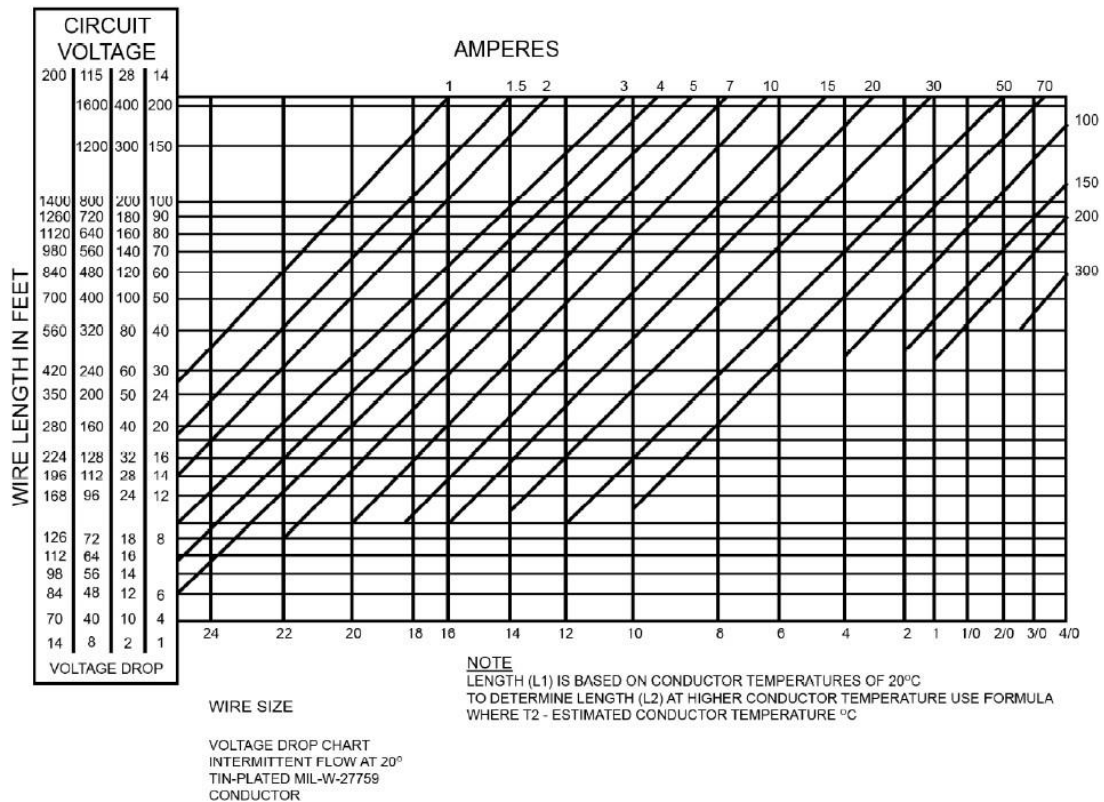 CIRCUIT
VOLTAGE
AMPERES
200 115 28 14
1 1.5 2 3 4 5 7 10 15 20 30 50 70
1600 400 200
100
1200 300 150
150
1400 800 200 100
1260 720 180 90
200
1120 640 160 80
980 560 140 70
840 480 120 60
300
700 400 100 50
560 320 80 40
420 240 60 30
350 200 50 24
280 160 40 20
224 128 32 16
196 112 28 14
168 96 24 12
126 72 18 8
112 64 16
98 56 14
84 48 12 6
70 40 10 4
14 8 2 1
WIRE LENGTH IN FEET
24 22 20 18 16 14 12 10 8 6 4 2 1 1/0 2/0 3/0 4/0
VOLTAGE DROP
NOTE
LENGTH (L1) IS BASED ON CONDUCTOR TEMPERATURES OF 20°C
TO DETERMINE LENGTH (L2) AT HIGHER CONDUCTOR TEMPERATURE USE FORMULA
WHERE T2 - ESTIMATED CONDUCTOR TEMPERATURE °C
WIRE SIZE
VOLTAGE DROP CHART
INTERMITTENT FLOW AT 20°
TIN-PLATED MIL-W-27759
CONDUCTOR